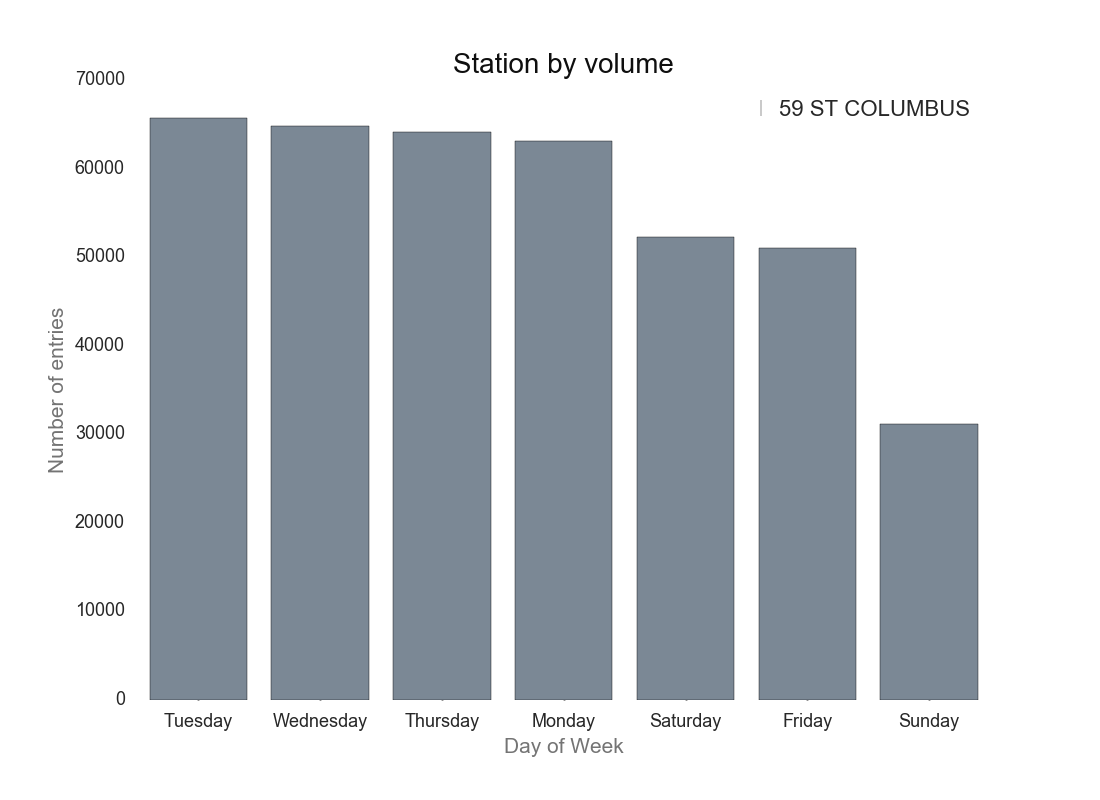 Station by volume
59 ST COLUMBUS
Number of entries
70000
60000
50000
40000
30000
20000
10000
0
Tuesday Wednesday Thursday Monday Saturday Friday Sunday
Day of Week